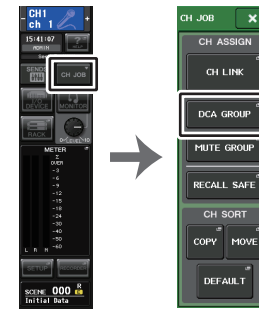 CH1
ch 1
15:41:07
ADMIN
SENDS
CH JOB
DEVICE
MONITOR
RACK
METER
Σ
OVER
-3
-6
-9
-12
-15
-18
-24
-30
-40
-50
-60
L R M
SETUP
RECORDER
SCENE 000 R
Initial Data
CH JOB
CH ASSIGN
CH LINK
DCA GROUP
MUTE GROUP
RECALL SAFE
CH SORT
COPY MOVE
DEFAULT